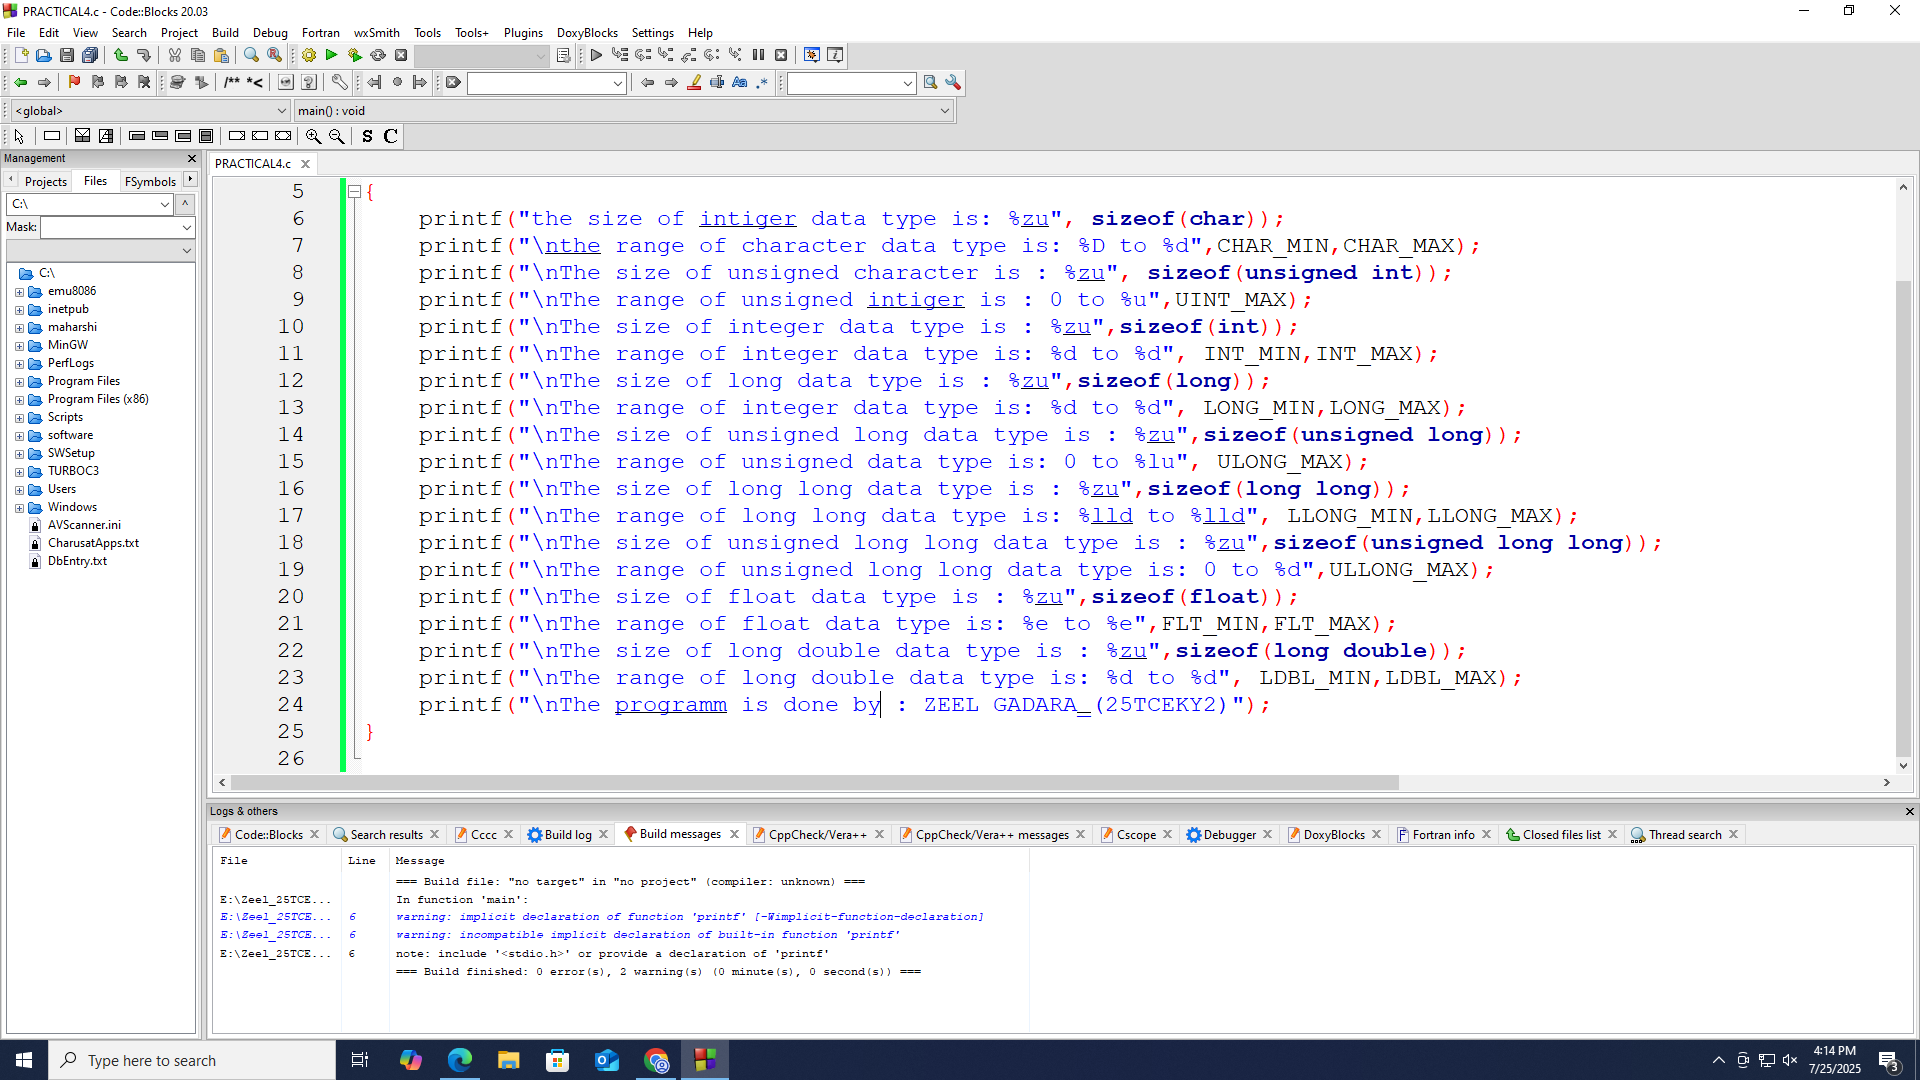 PRACTICAL4.c - Code::Blocks 20.03
File Edit View Search Project Build Debug Fortran wxSmith Tools Tools+ Plugins DoxyBlocks Settings Help
/** *<
Aa .*
<global> main() : void
S C
Management
Projects Files FSymbols
PRACTICAL4.c
C:\ ^
Mask:
C:\
emu8086
inetpub
maharshi
MinGW
PerfLogs
Program Files
Program Files (x86)
Scripts
software
SWSetup
TURBOC3
Users
Windows
AVScanner.ini
CharusatApps.txt
DbEntry.txt
5 {
6 printf("the size of intiger data type is: %zu", sizeof(char));
7 printf("\nthe range of character data type is: %D to %d",CHAR_MIN,CHAR_MAX);
8 printf("\nThe size of unsigned character is : %zu", sizeof(unsigned int));
9 printf("\nThe range of unsigned intiger is : 0 to %u",UINT_MAX);
10 printf("\nThe size of integer data type is : %zu",sizeof(int));
11 printf("\nThe range of integer data type is: %d to %d", INT_MIN,INT_MAX);
12 printf("\nThe size of long data type is : %zu",sizeof(long));
13 printf("\nThe range of integer data type is: %d to %d", LONG_MIN,LONG_MAX);
14 printf("\nThe size of unsigned long data type is : %zu",sizeof(unsigned long));
15 printf("\nThe range of unsigned data type is: 0 to %lu", ULONG_MAX);
16 printf("\nThe size of long long data type is : %zu",sizeof(long long));
17 printf("\nThe range of long long data type is: %lld to %lld", LLONG_MIN,LLONG_MAX);
18 printf("\nThe size of unsigned long long data type is : %zu",sizeof(unsigned long long));
19 printf("\nThe range of unsigned long long data type is: 0 to %d",ULLONG_MAX);
20 printf("\nThe size of float data type is : %zu",sizeof(float));
21 printf("\nThe range of float data type is: %e to %e",FLT_MIN,FLT_MAX);
22 printf("\nThe size of long double data type is : %zu",sizeof(long double));
23 printf("\nThe range of long double data type is: %d to %d", LDBL_MIN,LDBL_MAX);
24 printf("\nThe programm is done by : ZEEL GADARA_(25TCEKY2)");
25 }
26
Logs & others
Code::Blocks Search results Cccc Build log Build messages CppCheck/Vera++ CppCheck/Vera++ messages Cscope Debugger DoxyBlocks Fortran info Closed files list Thread search
File Line Message
=== Build file: "no target" in "no project" (compiler: unknown) ===
E:\Zeel_25TCE... In function 'main':
E:\Zeel_25TCE... 6 warning: implicit declaration of function 'printf' [-Wimplicit-function-declaration]
E:\Zeel_25TCE... 6 warning: incompatible implicit declaration of built-in function 'printf'
E:\Zeel_25TCE... 6 note: include '<stdio.h>' or provide a declaration of 'printf'
=== Build finished: 0 error(s), 2 warning(s) (0 minute(s), 0 second(s)) ===
Type here to search
4:14 PM
7/25/2025
3